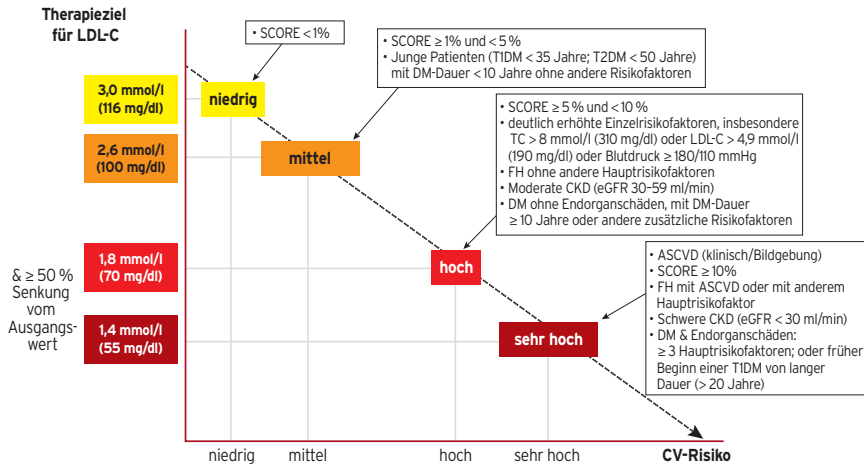 Therapieziel
für LDL-C
3,0 mmol/l
(116 mg/dl)
2,6 mmol/l
(100 mg/dl)
1,8 mmol/l
(70 mg/dl)
1,4 mmol/l
(55 mg/dl)
& ≥ 50 %
Senkung
vom
Ausgangs-
wert
niedrig
mittel
hoch
sehr hoch
• SCORE < 1%
• SCORE ≥ 1% und < 5 %
• Junge Patienten (T1DM < 35 Jahre; T2DM < 50 Jahre)
mit DM-Dauer < 10 Jahre ohne andere Risikofaktoren
• SCORE ≥ 5 % und < 10 %
• deutlich erhöhte Einzelrisikofaktoren, insbesondere
TC > 8 mmol/l (310 mg/dl) oder LDL-C > 4,9 mmol/l
(190 mg/dl) oder Blutdruck ≥ 180/110 mmHg
• FH ohne andere Hauptrisikofaktoren
• Moderate CKD (eGFR 30–59 ml/min)
• DM ohne Endorganschäden, mit DM-Dauer
≥ 10 Jahre oder andere zusätzliche Risikofaktoren
• ASCVD (klinisch/Bildgebung)
• SCORE ≥ 10%
• FH mit ASCVD oder mit anderem
Hauptrisikofaktor
• Schwere CKD (eGFR < 30 ml/min)
• DM & Endorganschäden:
≥ 3 Hauptrisikofaktoren; oder früher
Beginn einer T1DM von langer
Dauer (> 20 Jahre)
niedrig
mittel
hoch
sehr hoch
CV-Risiko